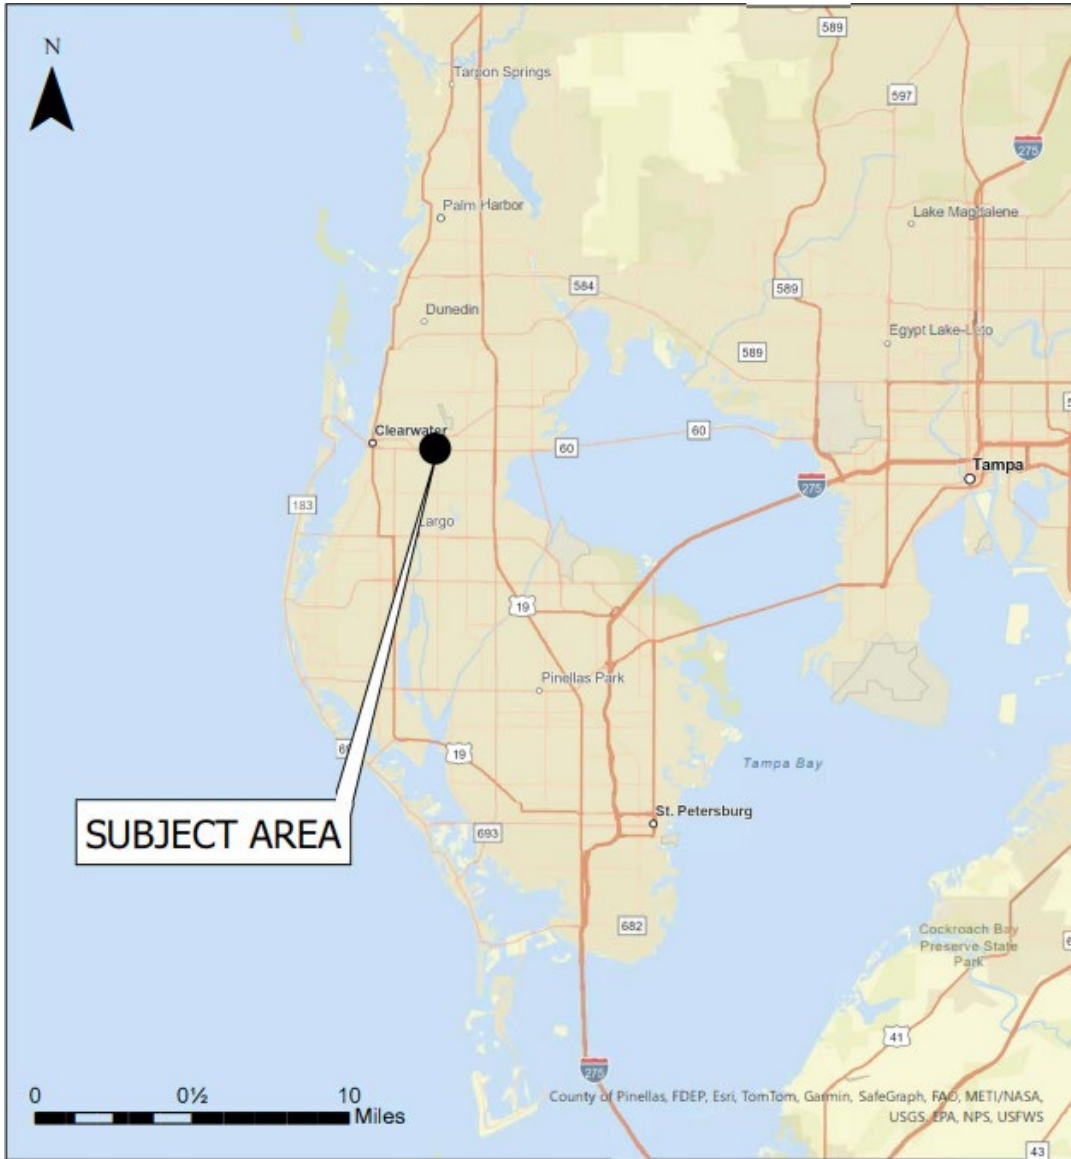 N
589
Tarpon Springs
597
275
Palm Harbor
Lake Magdalene
584
589
Dunedin
Egypt Lake-Leto
589
Clearwater
60
60
Tampa
275
183
Largo
19
Pinellas Park
19
Tampa Bay
SUBJECT AREA
St. Petersburg
693
682
Cockroach Bay
Preserve State
Park
41
275
0 0½ 10
Miles
County of Pinellas, FDEP, Esri, TomTom, Garmin, SafeGraph, FAO, METI/NASA,
USGS, EPA, NPS, USFWS
43